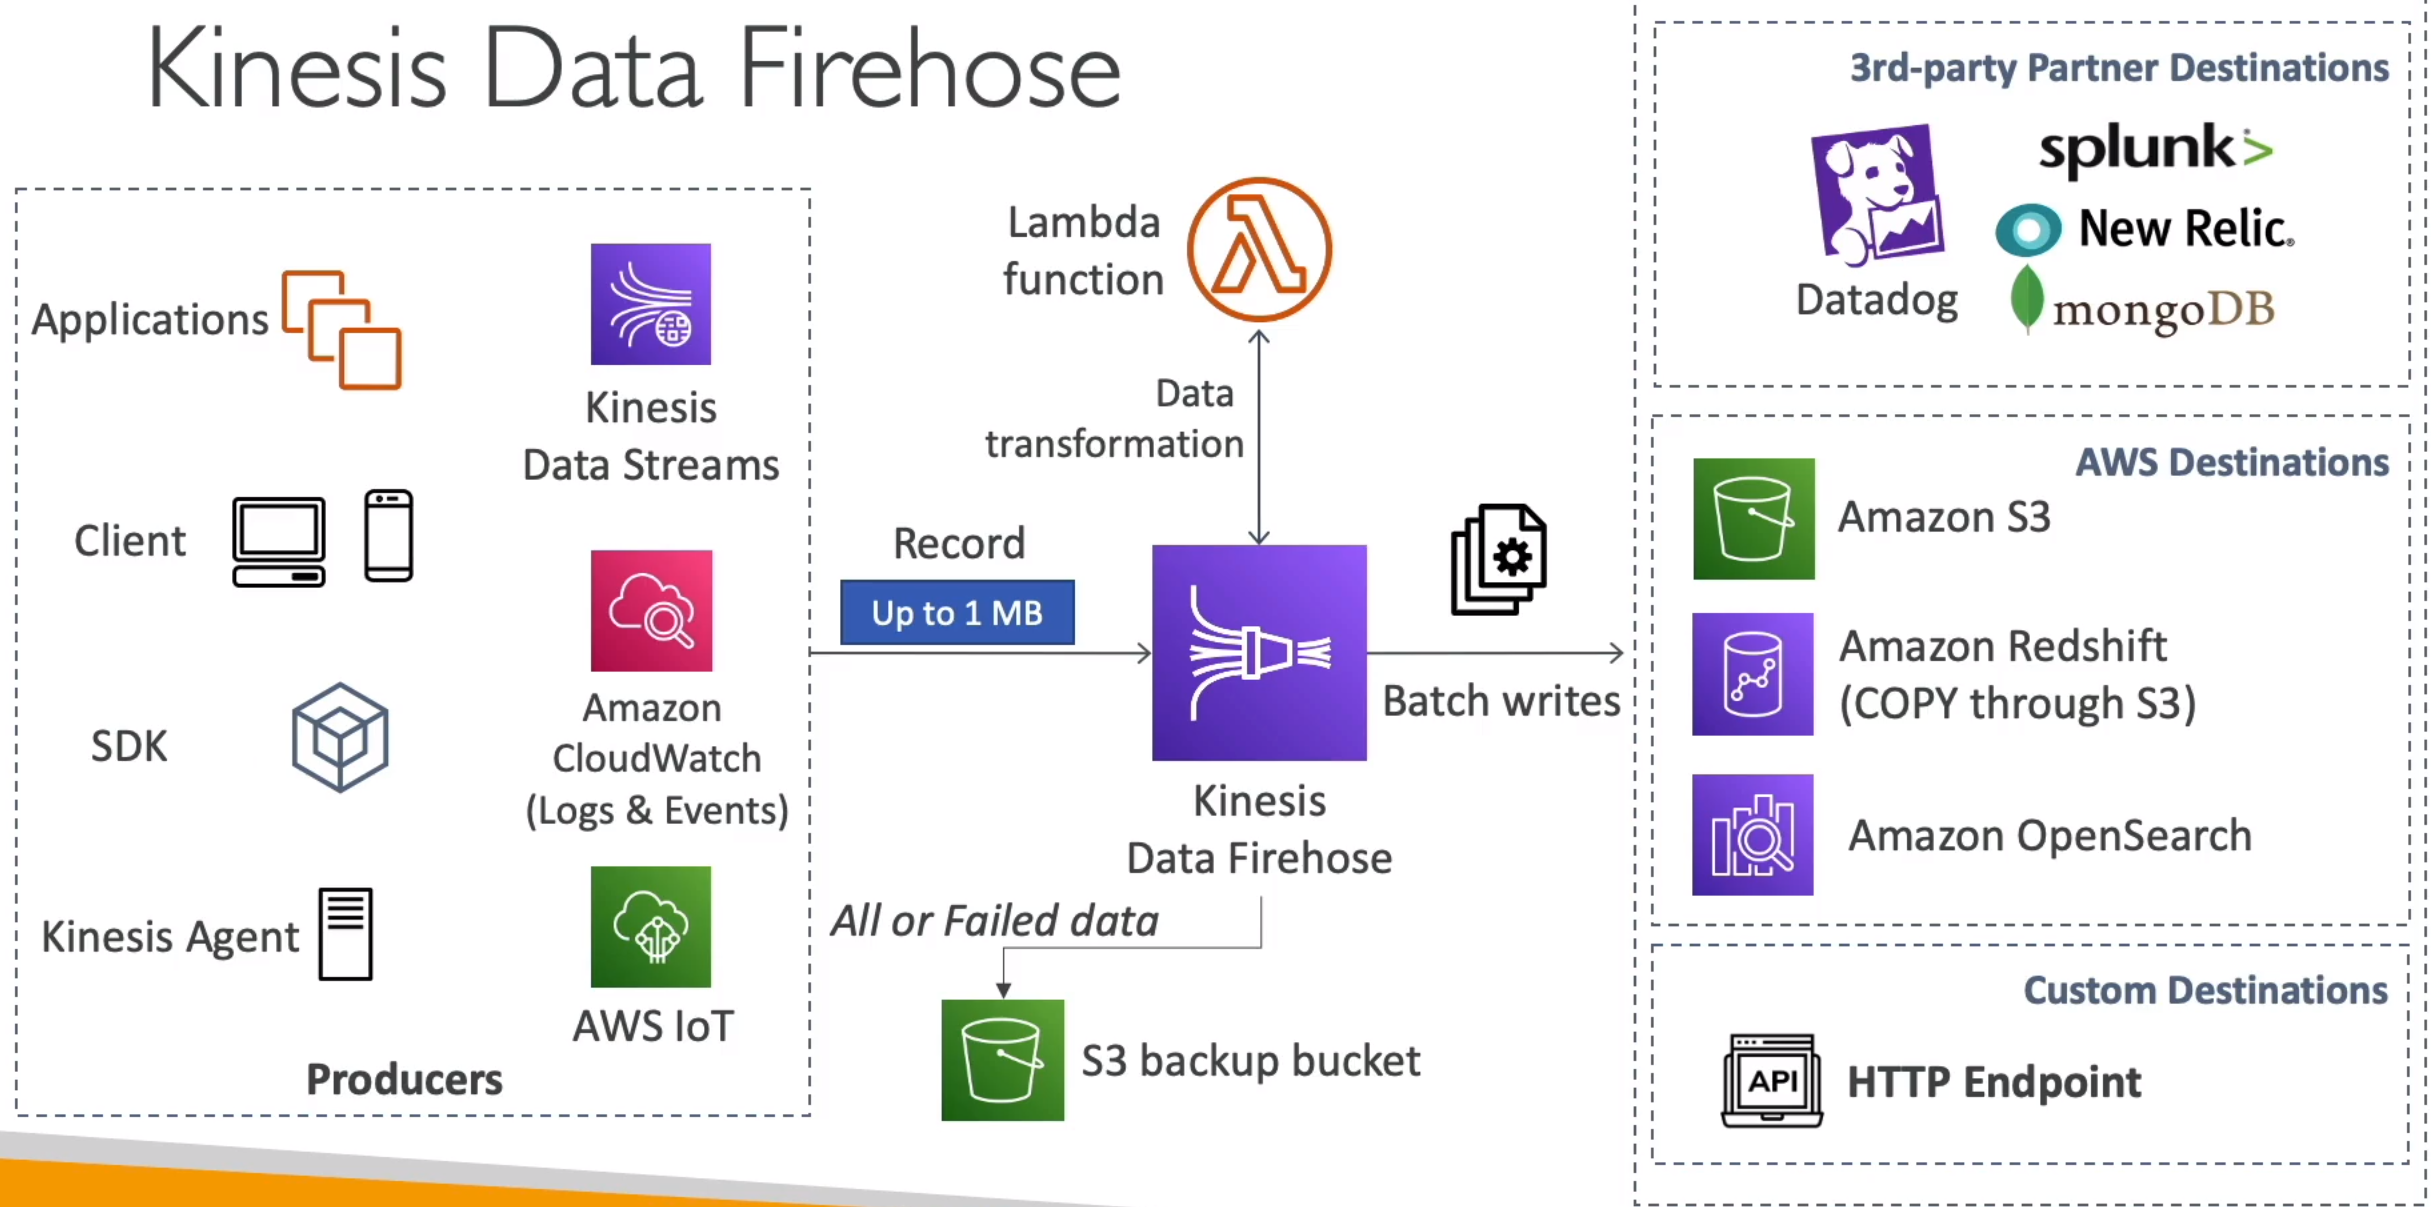 Kinesis Data Firehose
Applications
Client
SDK
Kinesis Agent
Kinesis
Data Streams
Amazon
CloudWatch
(Logs & Events)
AWS IoT
Producers
Record
Up to 1 MB
Lambda
function
Data
transformation
Kinesis
Data Firehose
All or Failed data
S3 backup bucket
Batch writes
3rd-party Partner Destinations
Datadog
splunk>
New Relic®
mongoDB
AWS Destinations
Amazon S3
Amazon Redshift
(COPY through S3)
Amazon OpenSearch
Custom Destinations
API
HTTP Endpoint